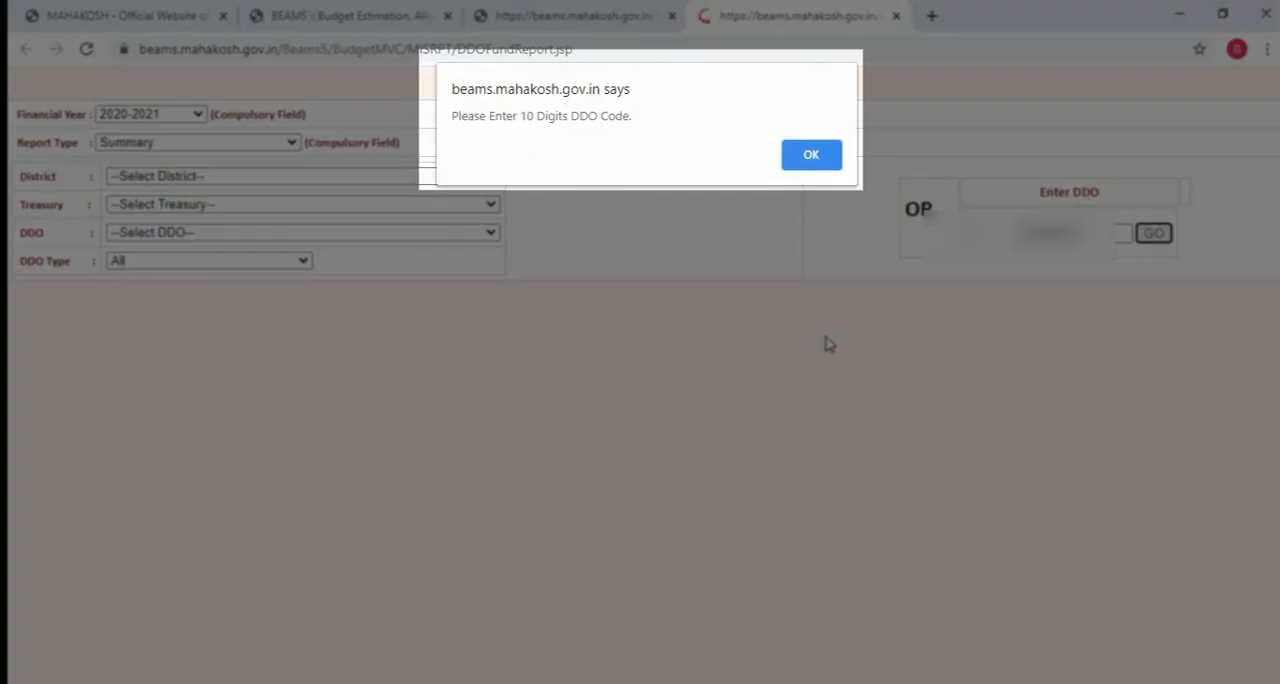 MAHAKOSH - Official Website o
BEAMS : Budget Estimation, All
https://beams.mahakosh.gov.in
https://beams.mahakosh.gov.in/
beams.mahakosh.gov.in/Beams5/BudgetMVC/MISRPT/DDOFundReport.jsp
G
beams.mahakosh.gov.in says
Please Enter 10 Digits DDO Code.
OK
Financial Year : 2020-2021 (Compulsory Field)
Report Type : Summary (Compulsory Field)
District : --Select District--
Treasury : --Select Treasury--
DDO : --Select DDO--
DDO Type : All
OP
Enter DDO
GO